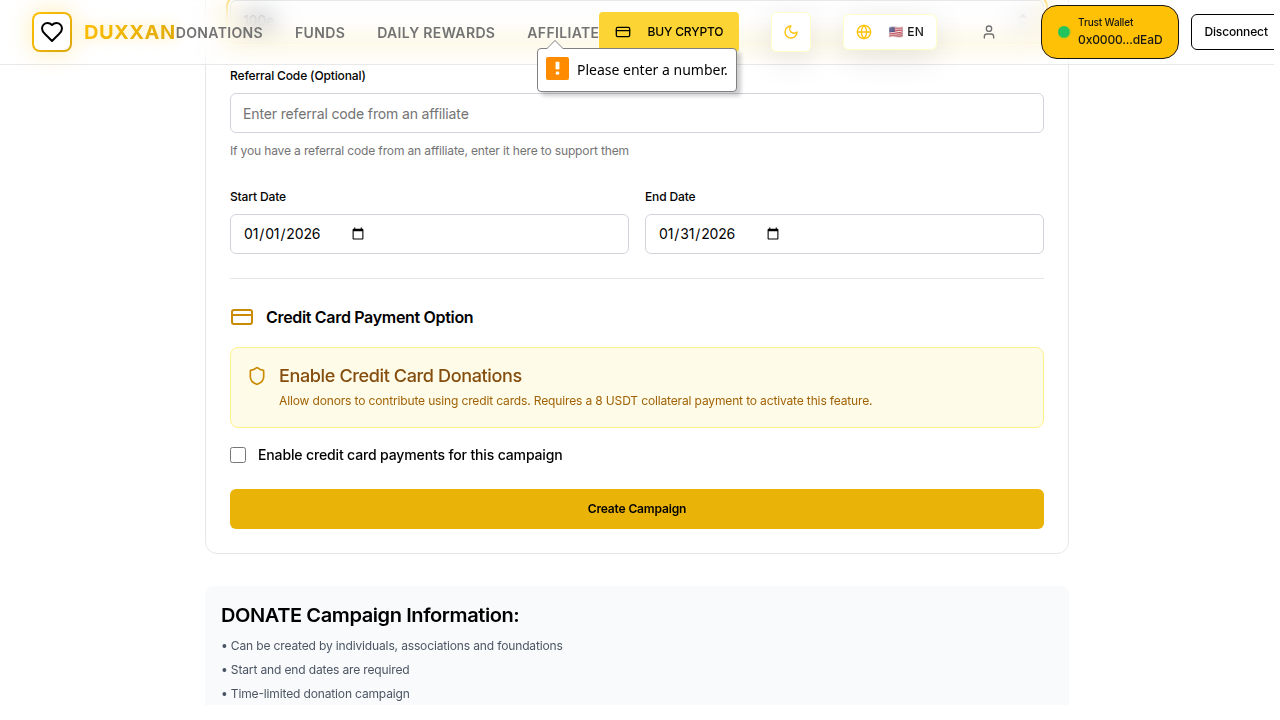 DUXXAN
DONATIONS
FUNDS
DAILY REWARDS
AFFILIATE
BUY CRYPTO
🇺🇸 EN
Trust Wallet
0x0000...dEaD
Disconnect
Please enter a number.
Referral Code (Optional)
Enter referral code from an affiliate
If you have a referral code from an affiliate, enter it here to support them
Start Date
End Date
01/01/2026
01/31/2026
Credit Card Payment Option
Enable Credit Card Donations
Allow donors to contribute using credit cards. Requires a 8 USDT collateral payment to activate this feature.
Enable credit card payments for this campaign
Create Campaign
DONATE Campaign Information:
• Can be created by individuals, associations and foundations
• Start and end dates are required
• Time-limited donation campaign